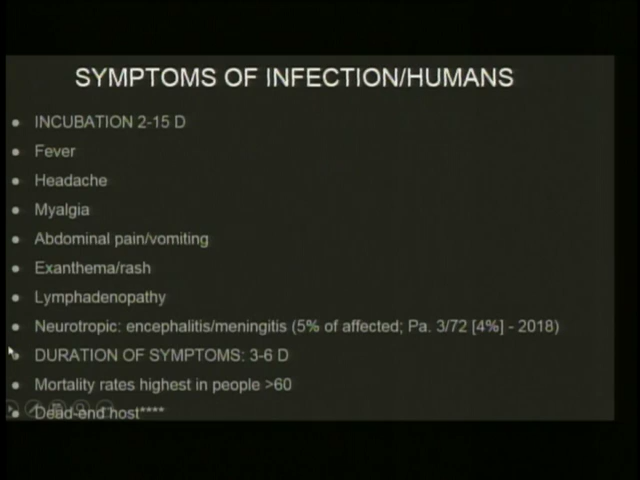 SYMPTOMS OF INFECTION/HUMANS
INCUBATION 2-15 D
Fever
Headache
Myalgia
Abdominal pain/vomiting
Exanthema/rash
Lymphadenopathy
Neurotropic: encephalitis/meningitis (5% of affected; Pa. 3/72 [4%] - 2018)
DURATION OF SYMPTOMS: 3-6 D
Mortality rates highest in people >60
Dead-end host****